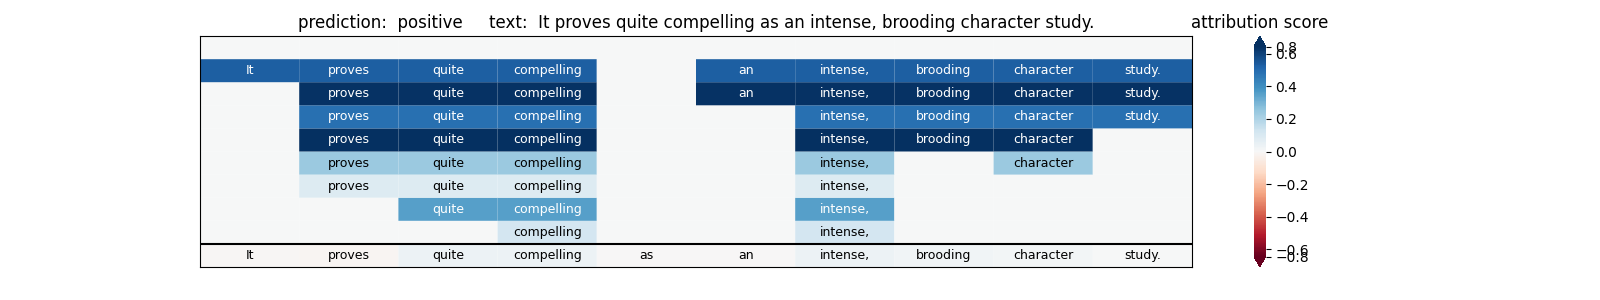 prediction:  positive     text:  It proves quite compelling as an intense, brooding character study.     attribution score
It proves quite compelling an intense, brooding character study.
proves quite compelling an intense, brooding character study.
proves quite compelling intense, brooding character study.
proves quite compelling intense, brooding character
proves quite compelling intense, character
proves quite compelling intense,
quite compelling intense,
compelling intense,
It proves quite compelling as an intense, brooding character study.
0.8
0.6
0.4
0.2
0.0
−0.2
−0.4
−0.6
−0.8